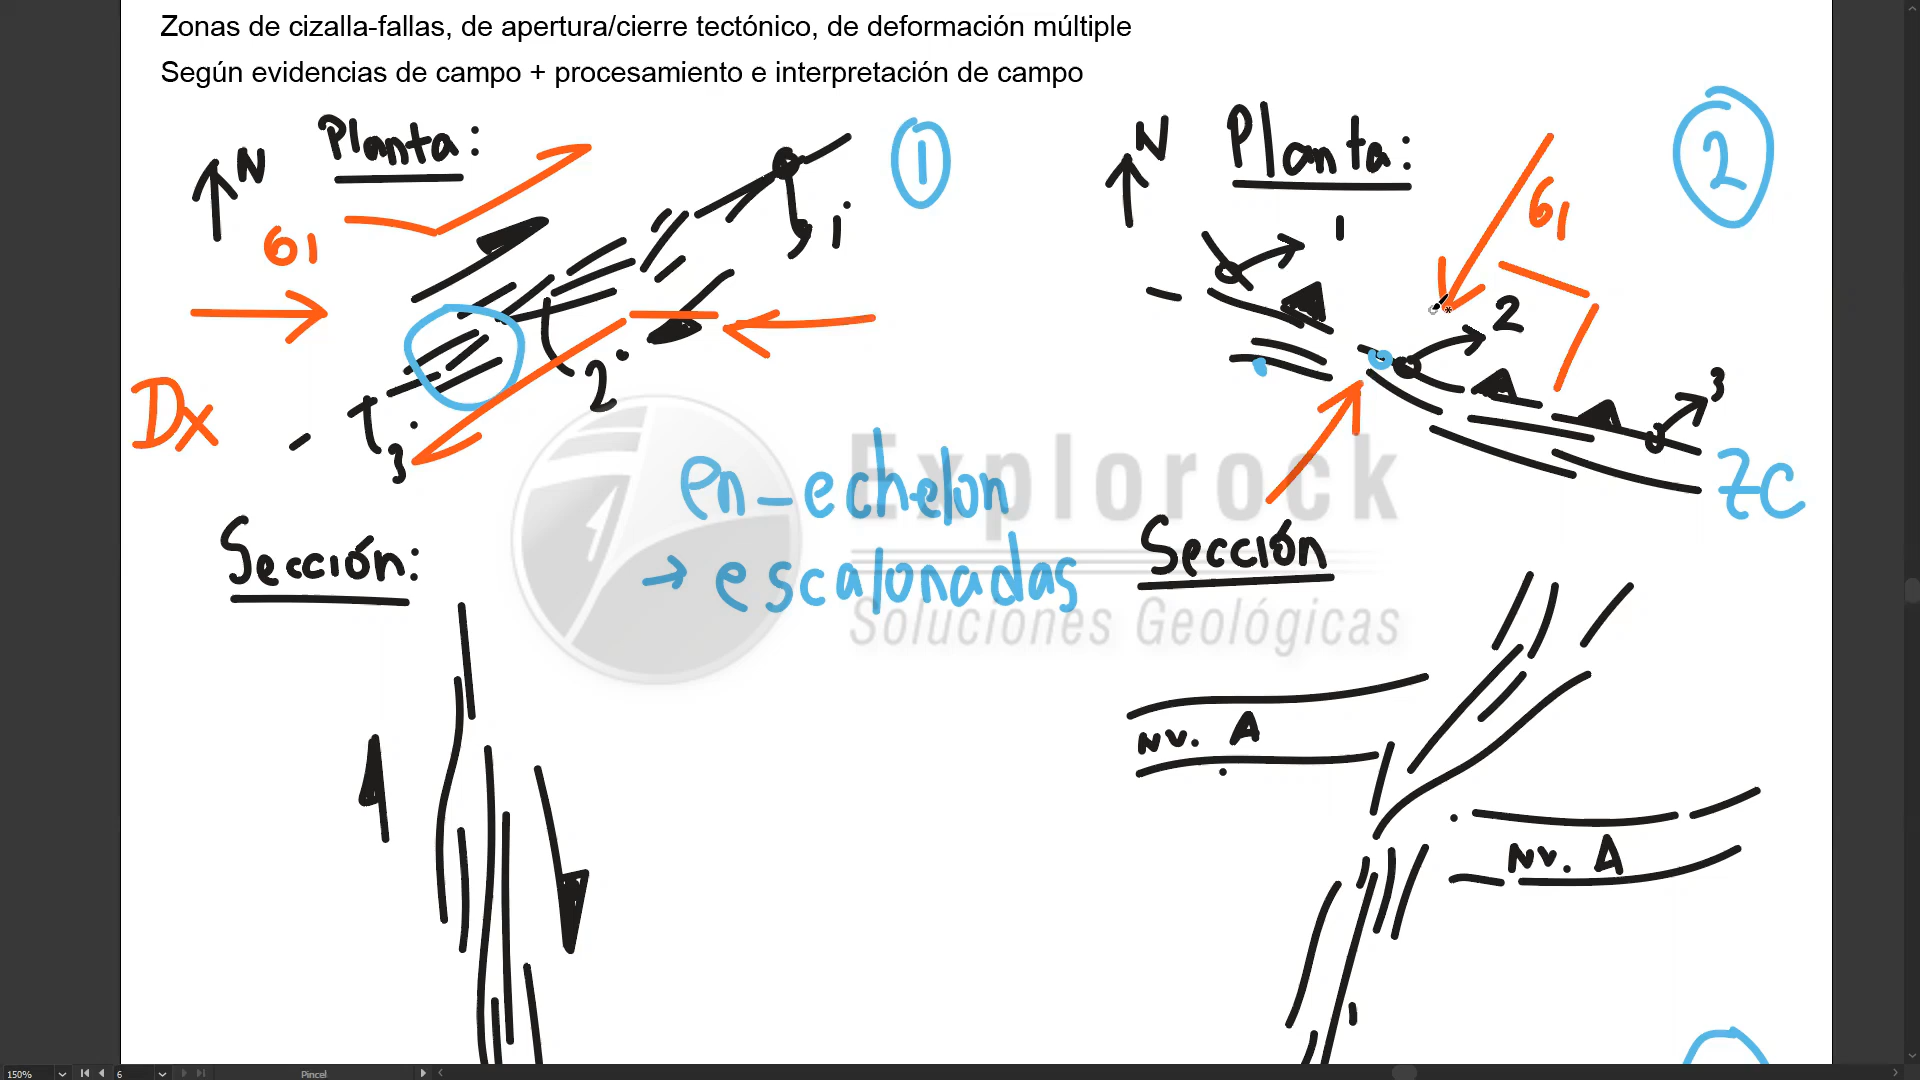 Zonas de cizalla-fallas, de apertura/cierre tectónico, de deformación múltiple
Según evidencias de campo + procesamiento e interpretación de campo
N Planta: 1
σ1
1
2
3
Dx
en-echelon
→ escalonadas
Sección:
N Planta: 2
σ1
1
2
3
ZC
Sección
Nv. A
Nv. A
Explorock
Soluciones Geológicas
150% 6 Pincel